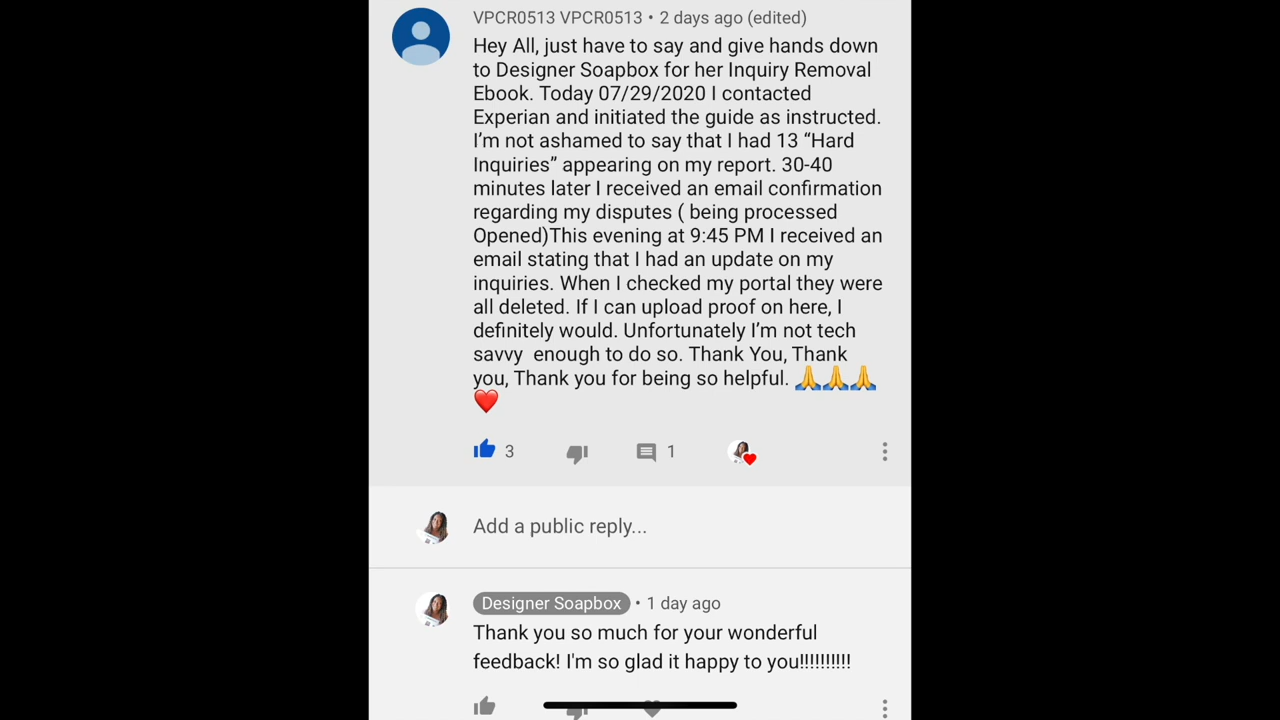 VPCR0513 VPCR0513 • 2 days ago (edited)
Hey All, just have to say and give hands down
to Designer Soapbox for her Inquiry Removal
Ebook. Today 07/29/2020 I contacted
Experian and initiated the guide as instructed.
I’m not ashamed to say that I had 13 “Hard
Inquiries” appearing on my report. 30-40
minutes later I received an email confirmation
regarding my disputes ( being processed
Opened)This evening at 9:45 PM I received an
email stating that I had an update on my
inquiries. When I checked my portal they were
all deleted. If I can upload proof on here, I
definitely would. Unfortunately I’m not tech
savvy  enough to do so. Thank You, Thank
you, Thank you for being so helpful. 🙏🙏🙏
❤️
3 1
Add a public reply...
Designer Soapbox • 1 day ago
Thank you so much for your wonderful
feedback! I'm so glad it happy to you!!!!!!!!!!